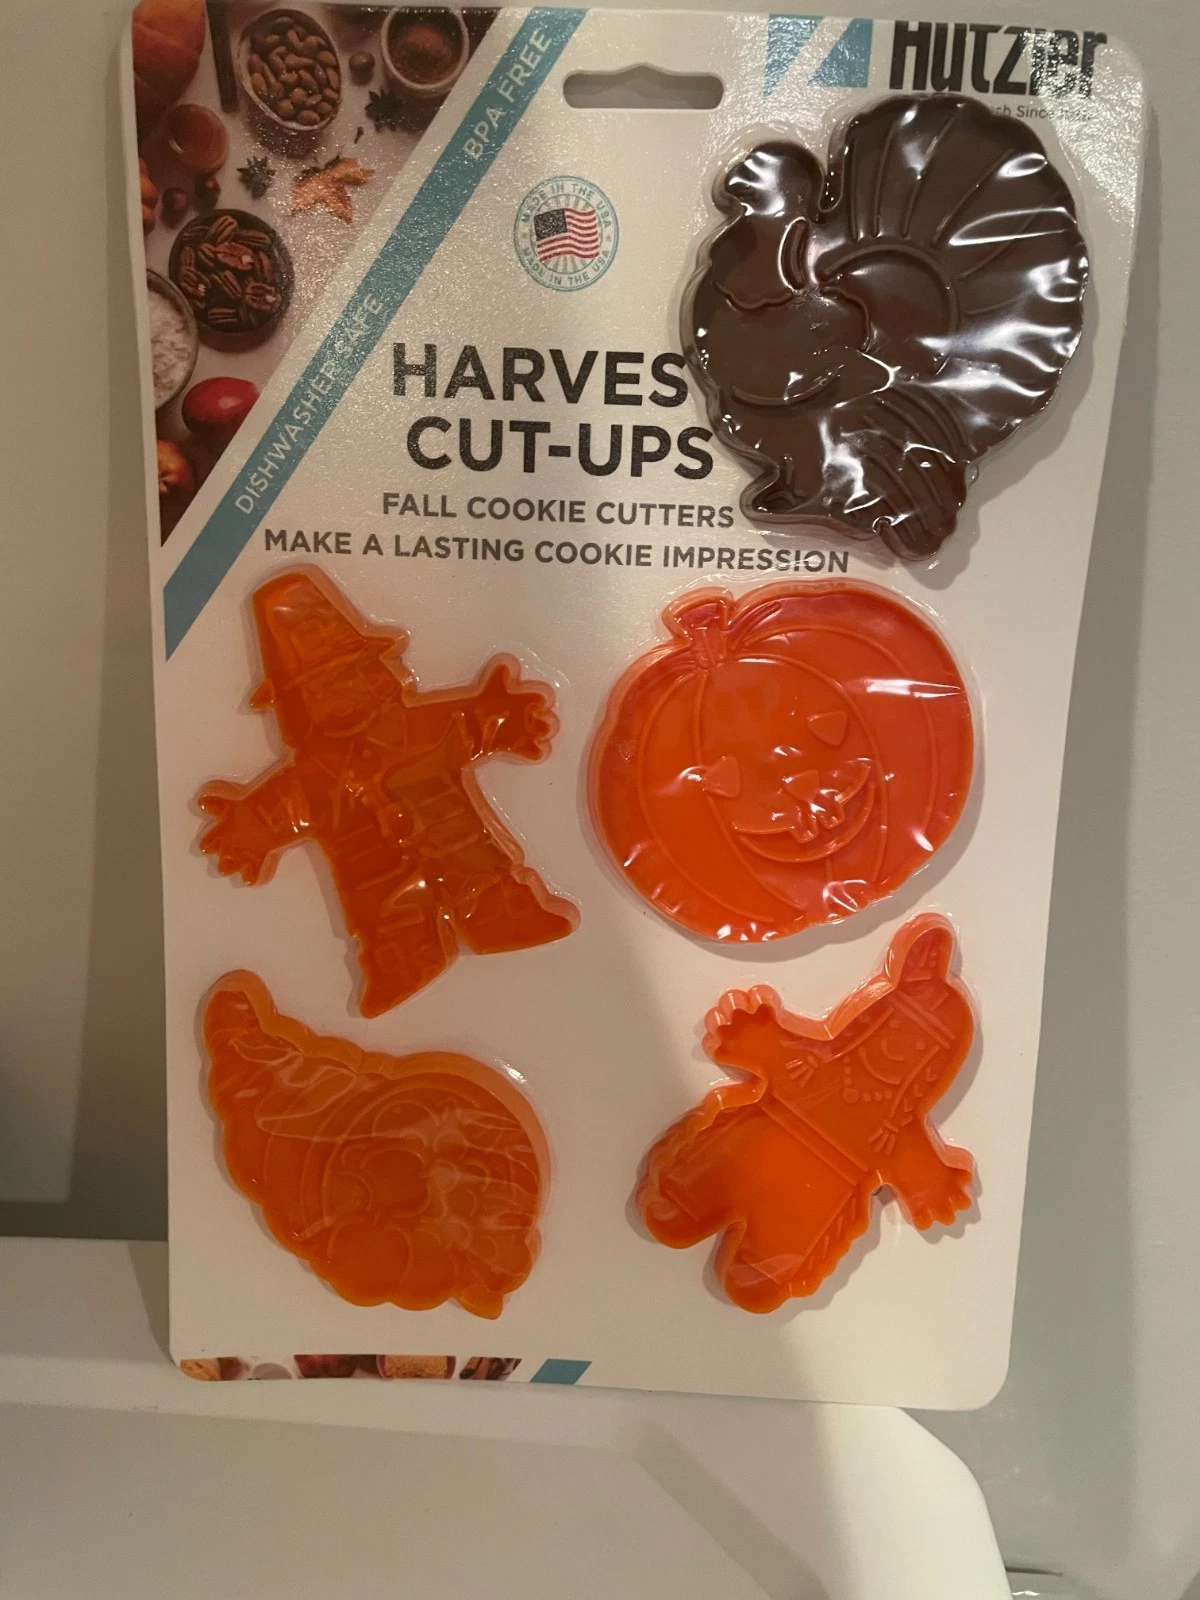 Hutzler
BPA FREE
MADE IN THE USA
MADE IN THE USA
DISHWASHER SAFE
HARVES
CUT-UPS
FALL COOKIE CUTTERS
MAKE A LASTING COOKIE IMPRESSION